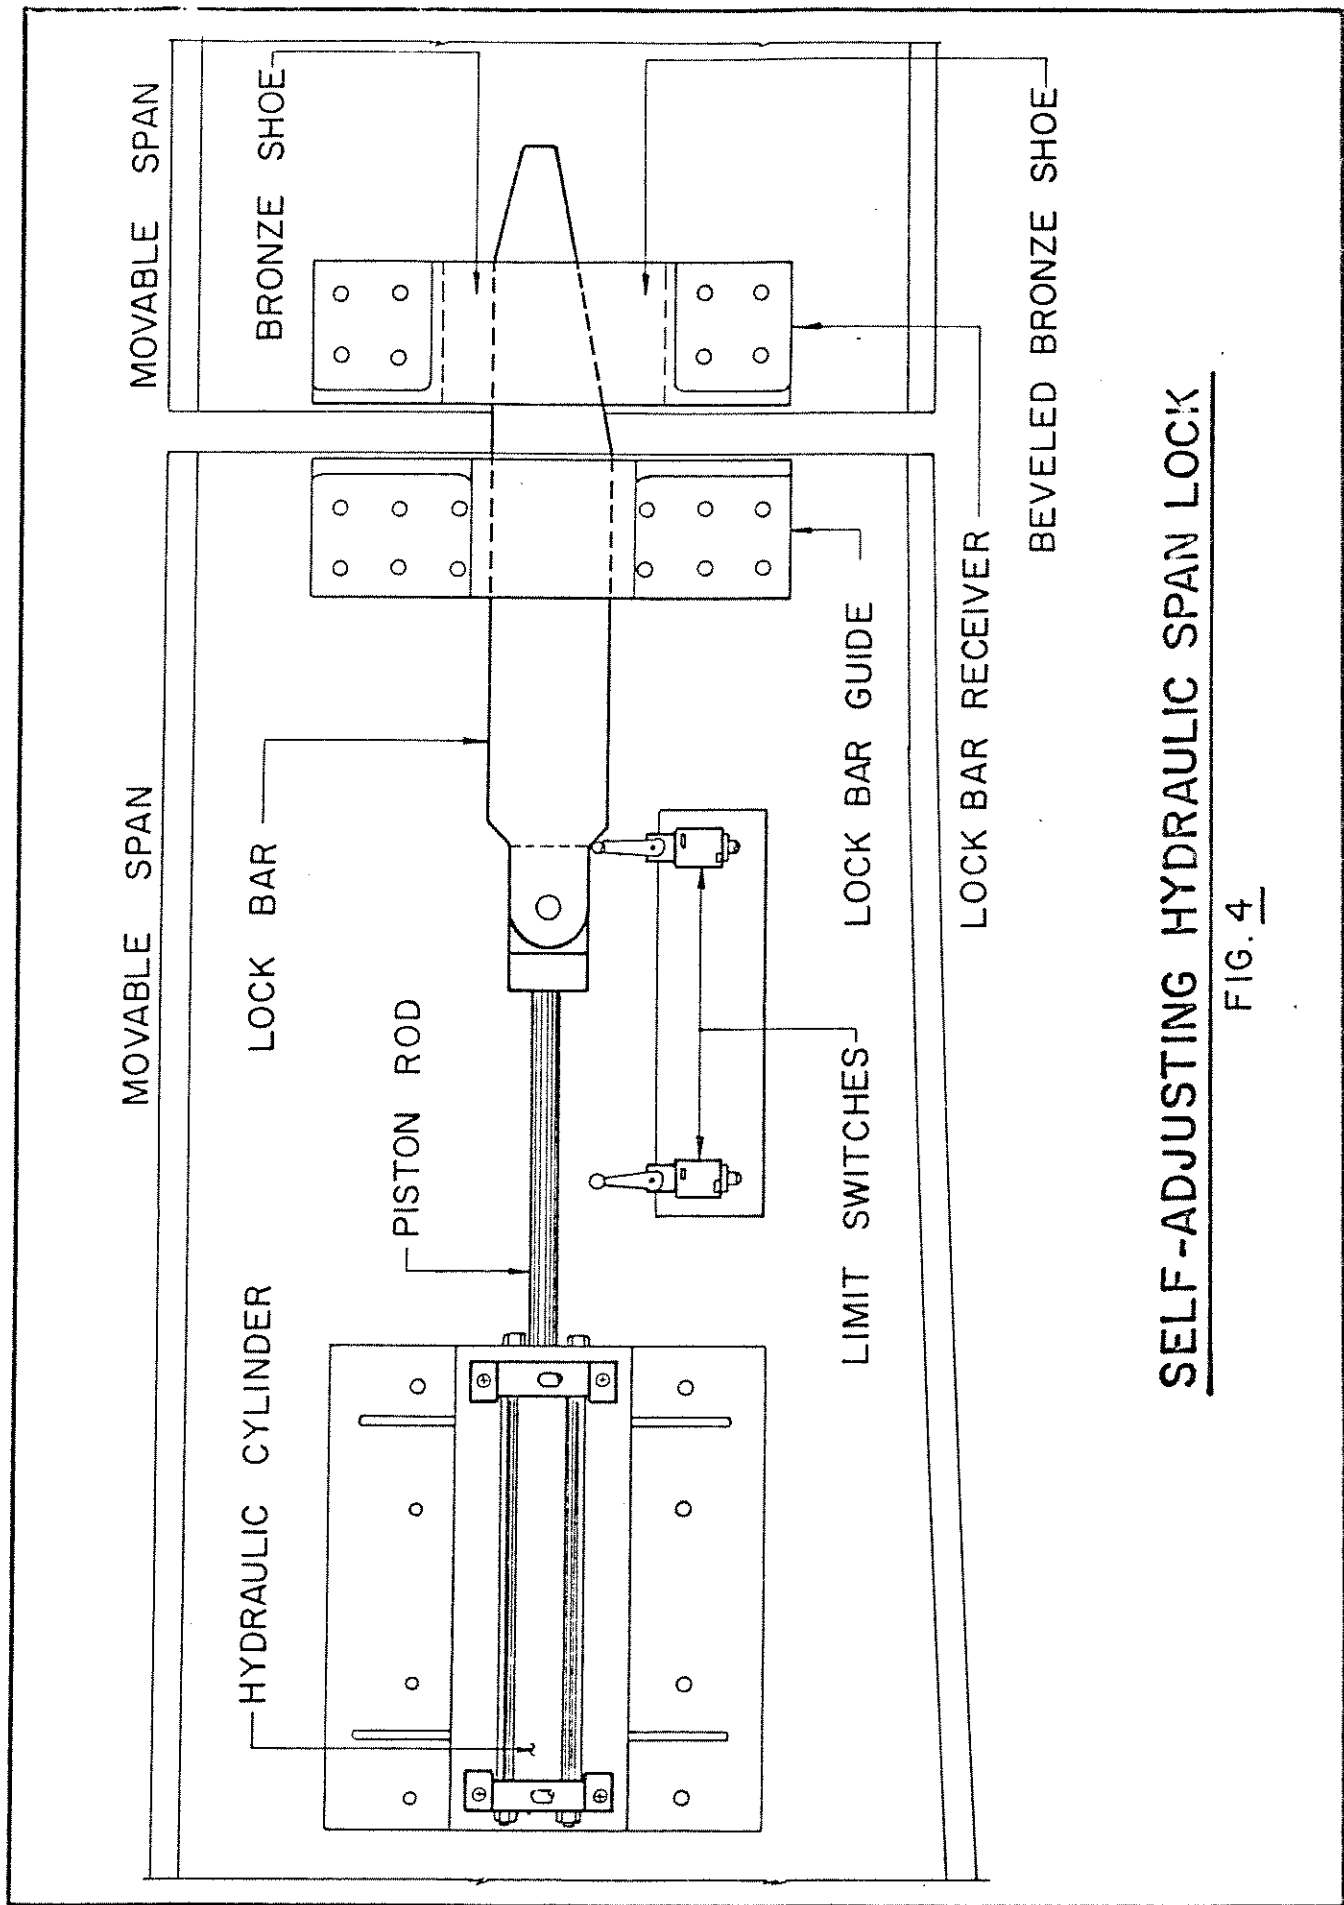 MOVABLE SPAN
MOVABLE SPAN
HYDRAULIC CYLINDER
PISTON ROD
LOCK BAR
BRONZE SHOE
LIMIT SWITCHES
LOCK BAR GUIDE
LOCK BAR RECEIVER
BEVELED BRONZE SHOE
SELF-ADJUSTING HYDRAULIC SPAN LOCK
FIG. 4